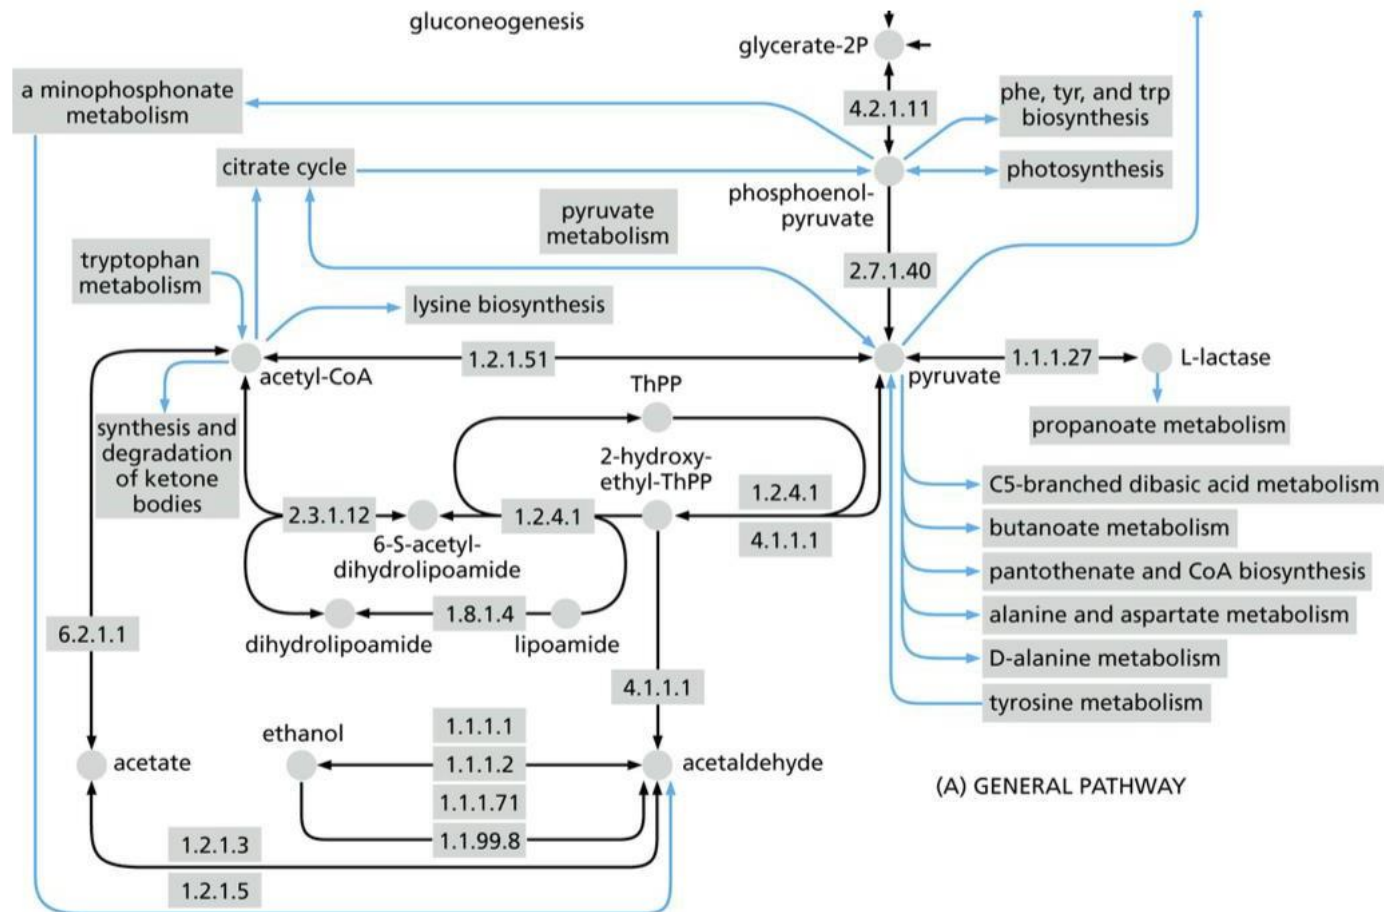 gluconeogenesis
glycerate-2P
a minophosphonate
metabolism
4.2.1.11
phe, tyr, and trp
biosynthesis
citrate cycle
photosynthesis
phosphoenol-
pyruvate
pyruvate
metabolism
tryptophan
metabolism
2.7.1.40
lysine biosynthesis
1.2.1.51
1.1.1.27
L-lactase
acetyl-CoA
pyruvate
ThPP
propanoate metabolism
synthesis and
degradation
of ketone
bodies
2-hydroxy-
ethyl-ThPP
1.2.4.1
C5-branched dibasic acid metabolism
2.3.1.12
1.2.4.1
4.1.1.1
butanoate metabolism
6-S-acetyl-
dihydrolipoamide
pantothenate and CoA biosynthesis
1.8.1.4
alanine and aspartate metabolism
6.2.1.1
dihydrolipoamide
lipoamide
D-alanine metabolism
4.1.1.1
tyrosine metabolism
ethanol
1.1.1.1
acetate
1.1.1.2
acetaldehyde
(A) GENERAL PATHWAY
1.1.1.71
1.1.99.8
1.2.1.3
1.2.1.5